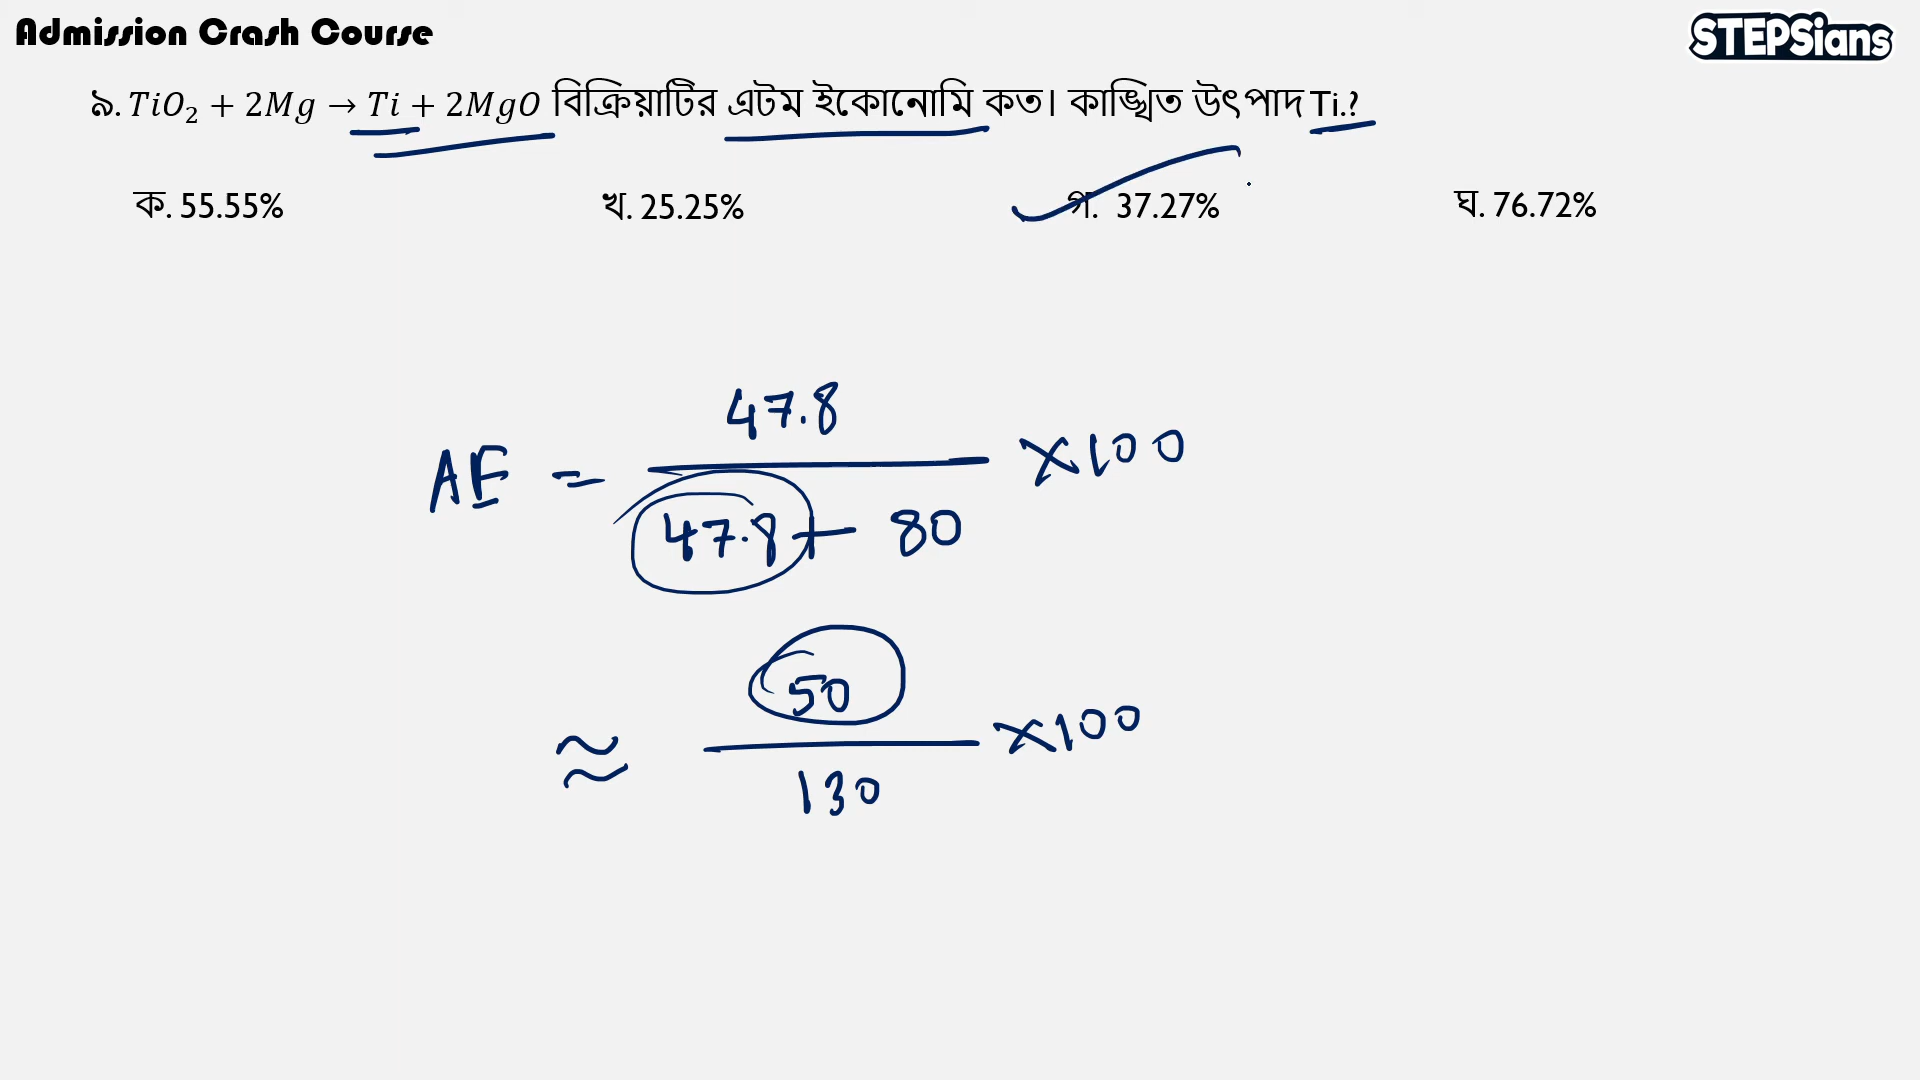 Admission Crash Course
STEPSians
৯. TiO₂ + 2Mg → Ti + 2MgO বিক্রিয়াটির এটম ইকোনোমি কত। কাঙ্খিত উৎপাদ Ti.?
ক. 55.55% খ. 25.25% গ. 37.27% ঘ. 76.72%
47.8
AE = ×100
47.8 + 80
50
≈ ×100
130